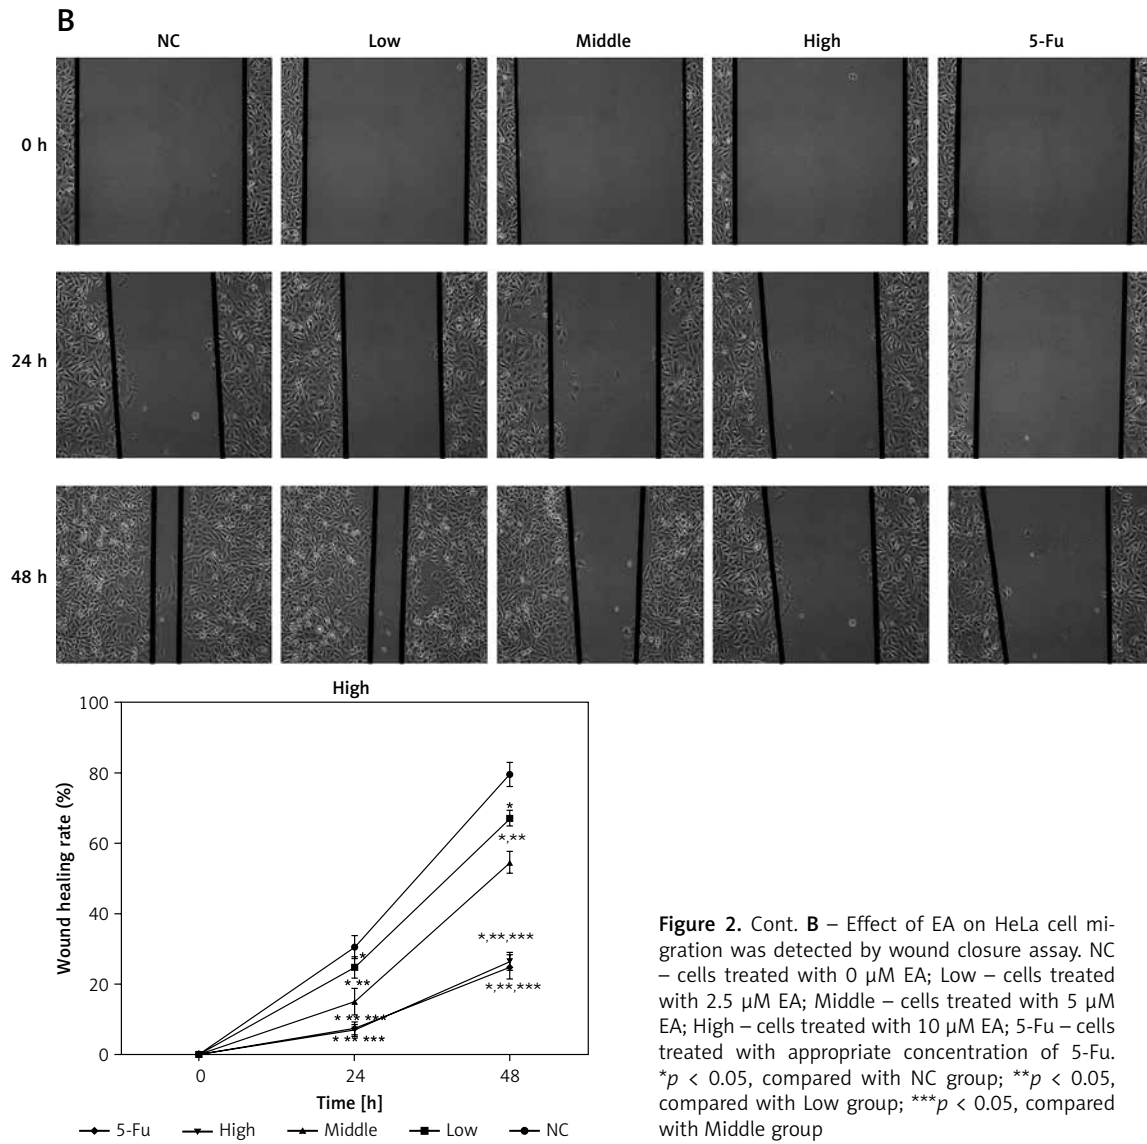 B
NC Low Middle High 5-Fu
0 h
24 h
48 h
High
100
80
60
40
20
0
Wound healing rate (%)
*
*,**
*,**,***
*,**,***
*
* **
* ** ***
* ** ***
0 24 48
Time [h]
5-Fu High Middle Low NC
Figure 2. Cont. B – Effect of EA on HeLa cell mi-
gration was detected by wound closure assay. NC
– cells treated with 0 μM EA; Low – cells treated
with 2.5 μM EA; Middle – cells treated with 5 μM
EA; High – cells treated with 10 μM EA; 5-Fu – cells
treated with appropriate concentration of 5-Fu.
*p < 0.05, compared with NC group; **p < 0.05,
compared with Low group; ***p < 0.05, compared
with Middle group